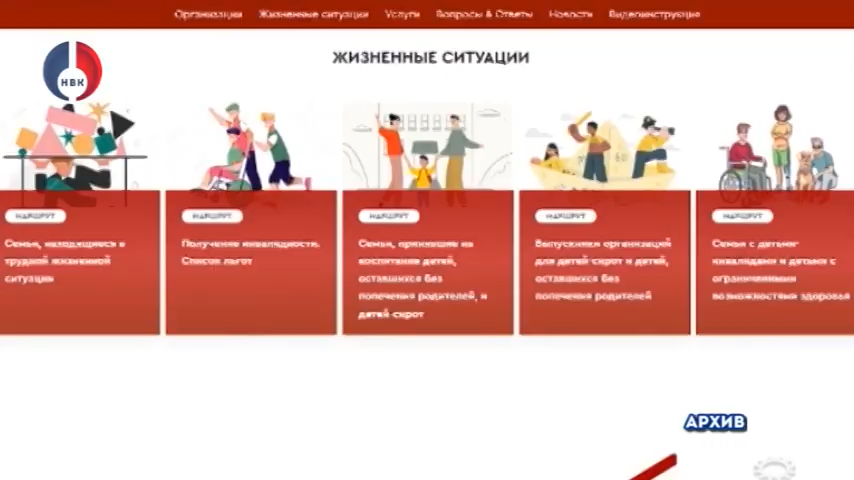 Организации Жизненные ситуации Услуги Вопросы & Ответы Новости Видеоинструкция
НВК
ЖИЗНЕННЫЕ СИТУАЦИИ
МАРШРУТ
Семьи, находящиеся в
трудной жизненной
ситуации
МАРШРУТ
Получение инвалидности.
Список льгот
МАРШРУТ
Семьи, принявшие на
воспитание детей,
оставшихся без
попечения родителей, и
детей-сирот
МАРШРУТ
Выпускники организаций
для детей-сирот и детей,
оставшихся без
попечения родителей
МАРШРУТ
Семьи с детьми-
инвалидами и детьми с
ограниченными
возможностями здоровья
АРХИВ